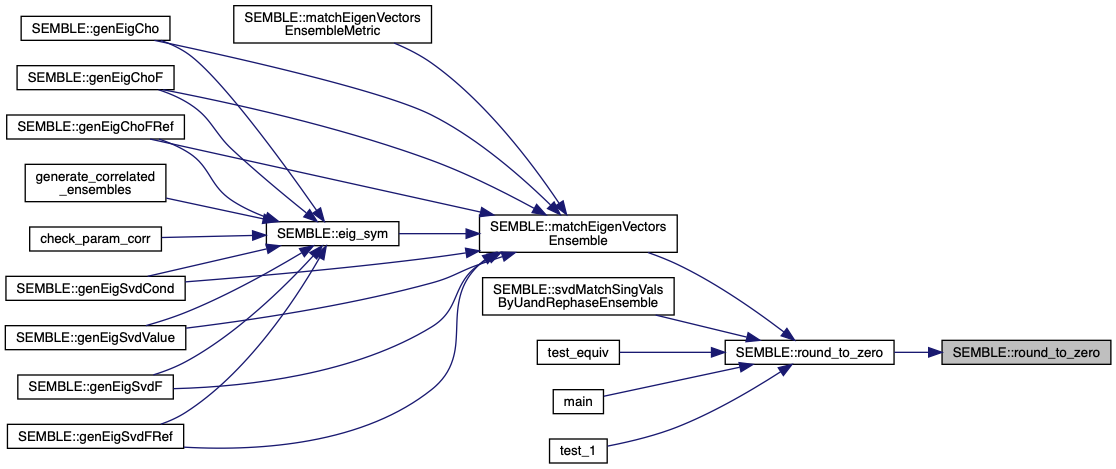 SEMBLE::genEigCho
SEMBLE::matchEigenVectors
EnsembleMetric
SEMBLE::genEigChoF
SEMBLE::genEigChoFRef
generate_correlated
_ensembles
check_param_corr
SEMBLE::eig_sym
SEMBLE::matchEigenVectors
Ensemble
SEMBLE::genEigSvdCond
SEMBLE::svdMatchSingVals
ByUandRephaseEnsemble
SEMBLE::genEigSvdValue
test_equiv
SEMBLE::round_to_zero
SEMBLE::round_to_zero
SEMBLE::genEigSvdF
main
SEMBLE::genEigSvdFRef
test_1